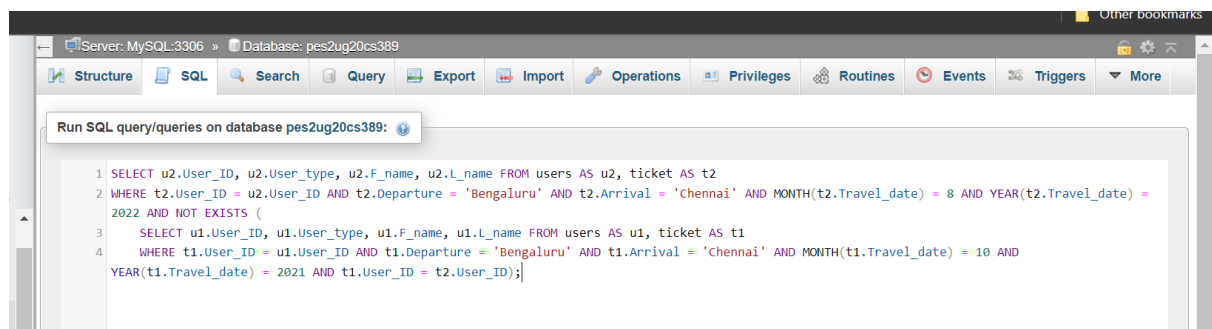 Other bookmarks
Server: MySQL:3306 » Database: pes2ug20cs389
Structure SQL Search Query Export Import Operations Privileges Routines Events Triggers More
Run SQL query/queries on database pes2ug20cs389:
1 SELECT u2.User_ID, u2.User_type, u2.F_name, u2.L_name FROM users AS u2, ticket AS t2
2 WHERE t2.User_ID = u2.User_ID AND t2.Departure = 'Bengaluru' AND t2.Arrival = 'Chennai' AND MONTH(t2.Travel_date) = 8 AND YEAR(t2.Travel_date) =
2022 AND NOT EXISTS (
3 SELECT u1.User_ID, u1.User_type, u1.F_name, u1.L_name FROM users AS u1, ticket AS t1
4 WHERE t1.User_ID = u1.User_ID AND t1.Departure = 'Bengaluru' AND t1.Arrival = 'Chennai' AND MONTH(t1.Travel_date) = 10 AND
YEAR(t1.Travel_date) = 2021 AND t1.User_ID = t2.User_ID);